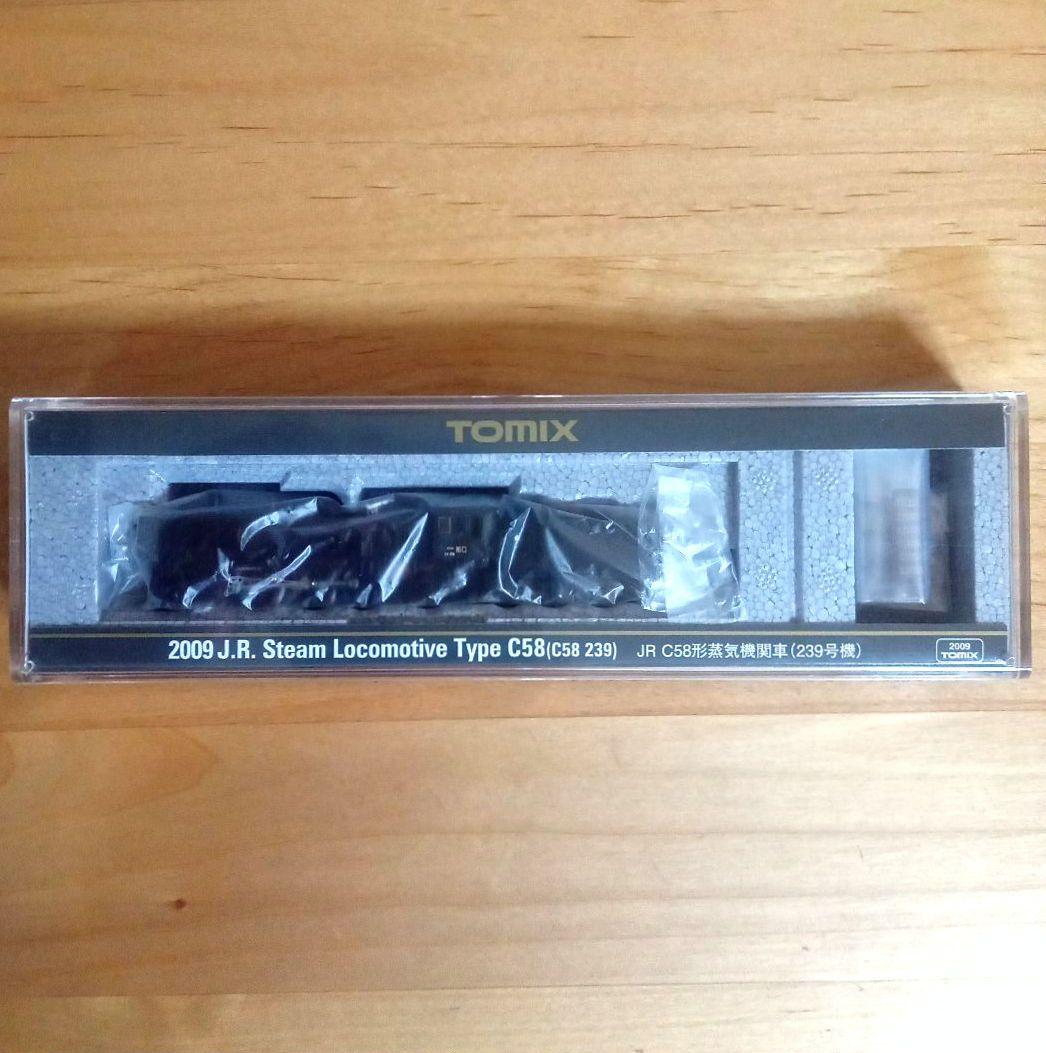 TOMIX
2009 J.R. Steam Locomotive Type C58(C58 239) JR C58形蒸気機関車(239号機)
2009
TOMIX